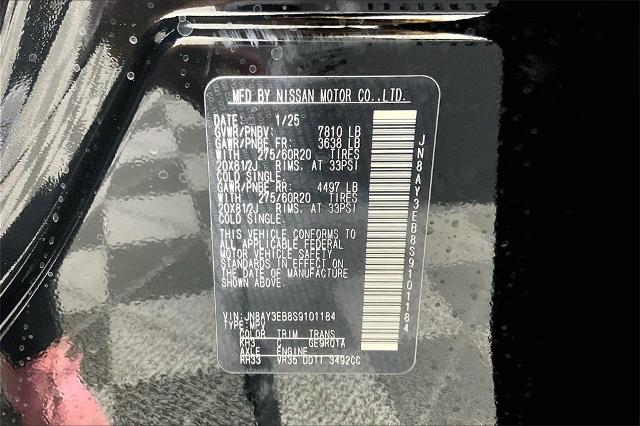 MFD BY NISSAN MOTOR CO.,LTD.
DATE: 1/25
GVWR/PNBV: 7810 LB
GAWR/PNBE FR: 3638 LB
WITH 275/60R20 TIRES
20X81/2J RIMS, AT 33PSI
COLD SINGLE.
GAWR/PNBE RR: 4497 LB
WITH 275/60R20 TIRES
20X81/2J RIMS, AT 33PSI
COLD SINGLE.
THIS VEHICLE CONFORMS TO
ALL APPLICABLE FEDERAL
MOTOR VEHICLE SAFETY
STANDARDS IN EFFECT ON
THE DATE OF MANUFACTURE
SHOWN ABOVE.
VIN:JN8AY3EB8S9101184
TYPE:MPV
COLOR TRIM TRANS
KH3 C GE9R01A
AXLE ENGINE
RH33 VR35 DDTT 3492CC
JN8AY3EB8S9101184